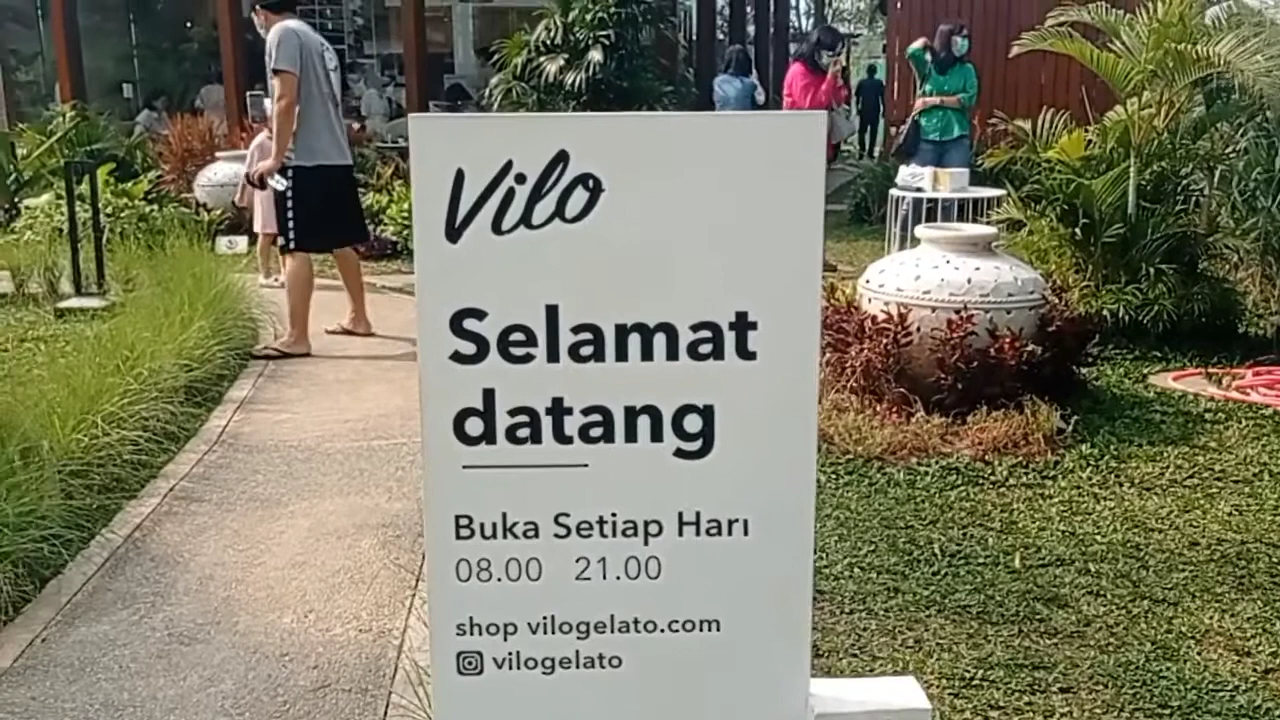 Vilo
Selamat
datang
Buka Setiap Hari
08.00 21.00
shop vilogelato.com
vilogelato